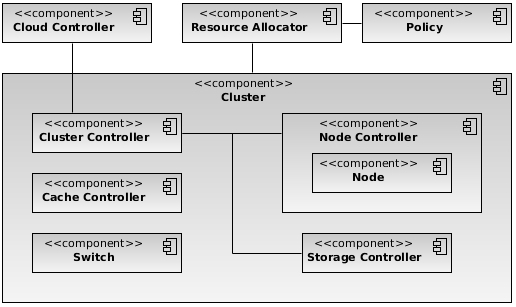 <<component>>
Cloud Controller
<<component>>
Resource Allocator
<<component>>
Policy
<<component>>
Cluster
<<component>>
Cluster Controller
<<component>>
Node Controller
<<component>>
Node
<<component>>
Cache Controller
<<component>>
Switch
<<component>>
Storage Controller